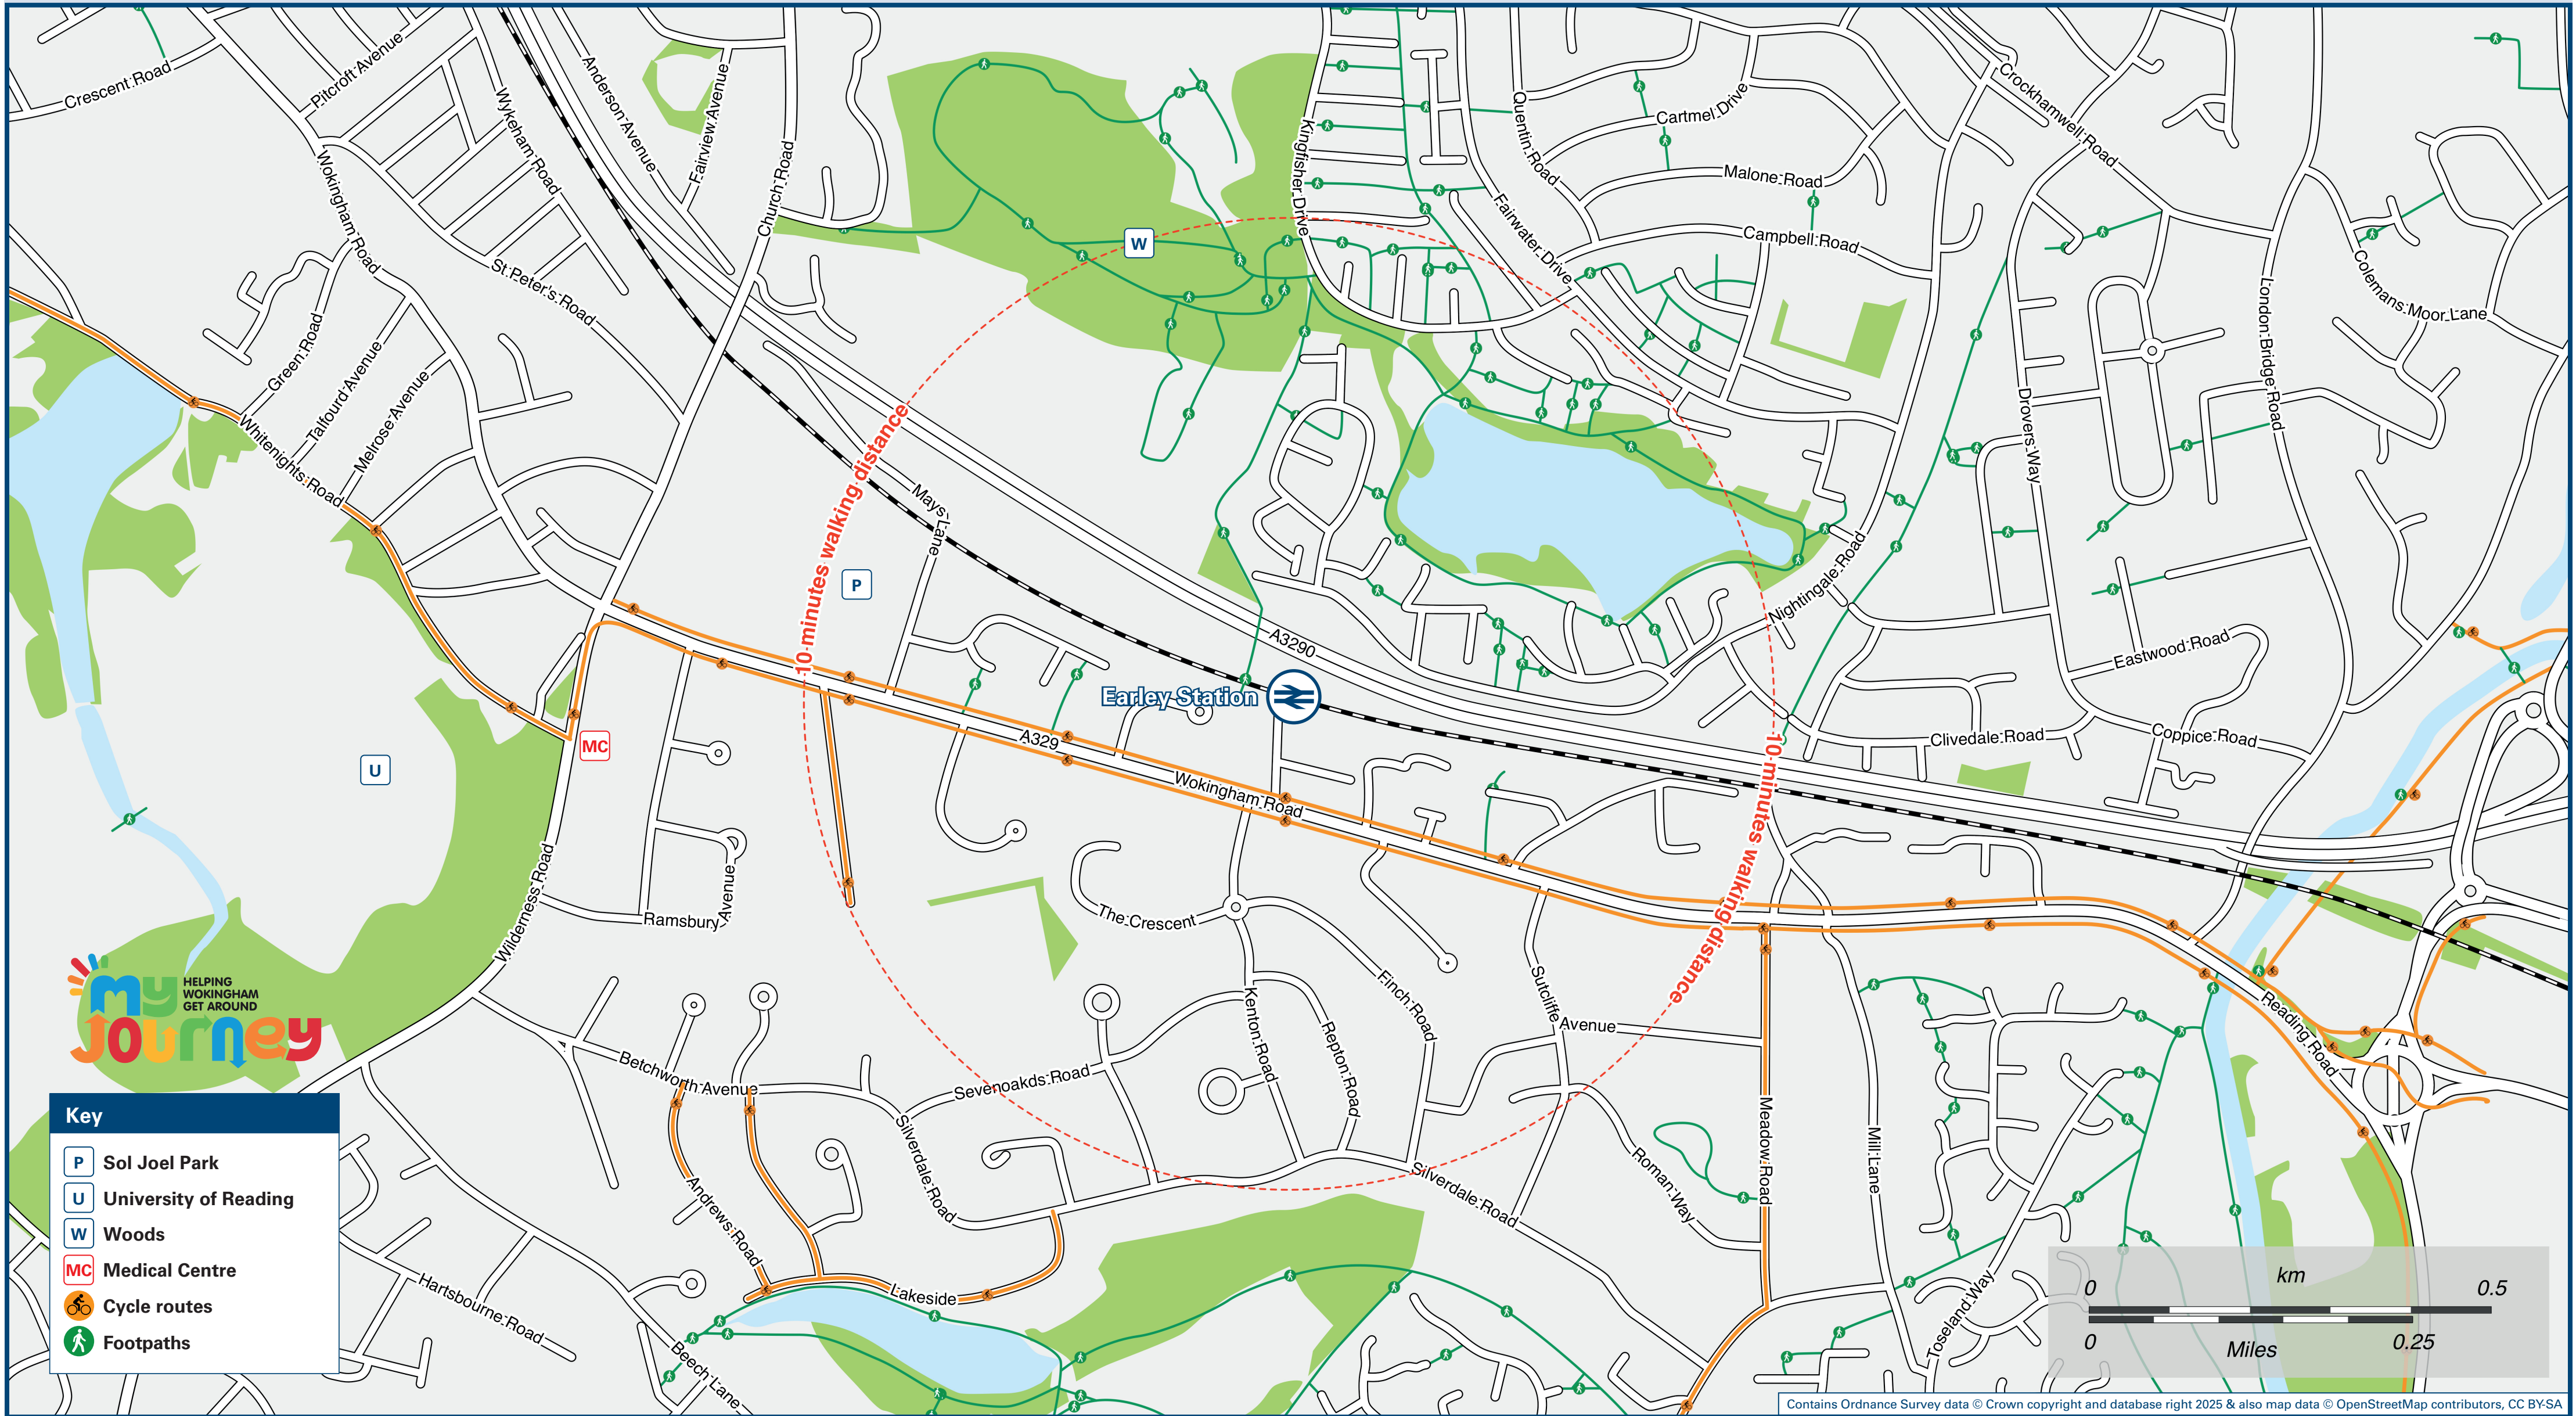 Crescent Road
Pitcroft Avenue
Wykeham Road
Anderson Avenue
Fairview Avenue
Church Road
Wokingham Road
St Peter's Road
Green Road
Talfourd Avenue
Melrose Avenue
Whitenights Road
Kingfisher Drive
Quentin Road
Cartmel Drive
Malone Road
Campbell Road
Fairwater Drive
Crockhamwell Road
London Bridge Road
Colemans Moor Lane
Drovers Way
W
10 minutes walking distance
Mays Lane
P
A3290
Earley Station
Nightingale Road
Eastwood Road
Clivedale Road
Coppice Road
10 minutes walking distance
MC
U
A329
Wokingham Road
Wilderness Road
Ramsbury Avenue
The Crescent
Kenton Road
Repton Road
Finch Road
Sutcliffe Avenue
Reading Road
Betchworth Avenue
Sevenoakds Road
Silverdale Road
Andrews Road
Lakeside
Silverdale Road
Roman Way
Meadow Road
Mill Lane
Toseland Way
Hartsbourne Road
Beech Lane
my
HELPING
WOKINGHAM
GET AROUND
JOURNEY
Key
P Sol Joel Park
U University of Reading
W Woods
MC Medical Centre
Cycle routes
Footpaths
km
0 0.5
0 0.25
Miles
Contains Ordnance Survey data © Crown copyright and database right 2025 & also map data © OpenStreetMap contributors, CC BY-SA